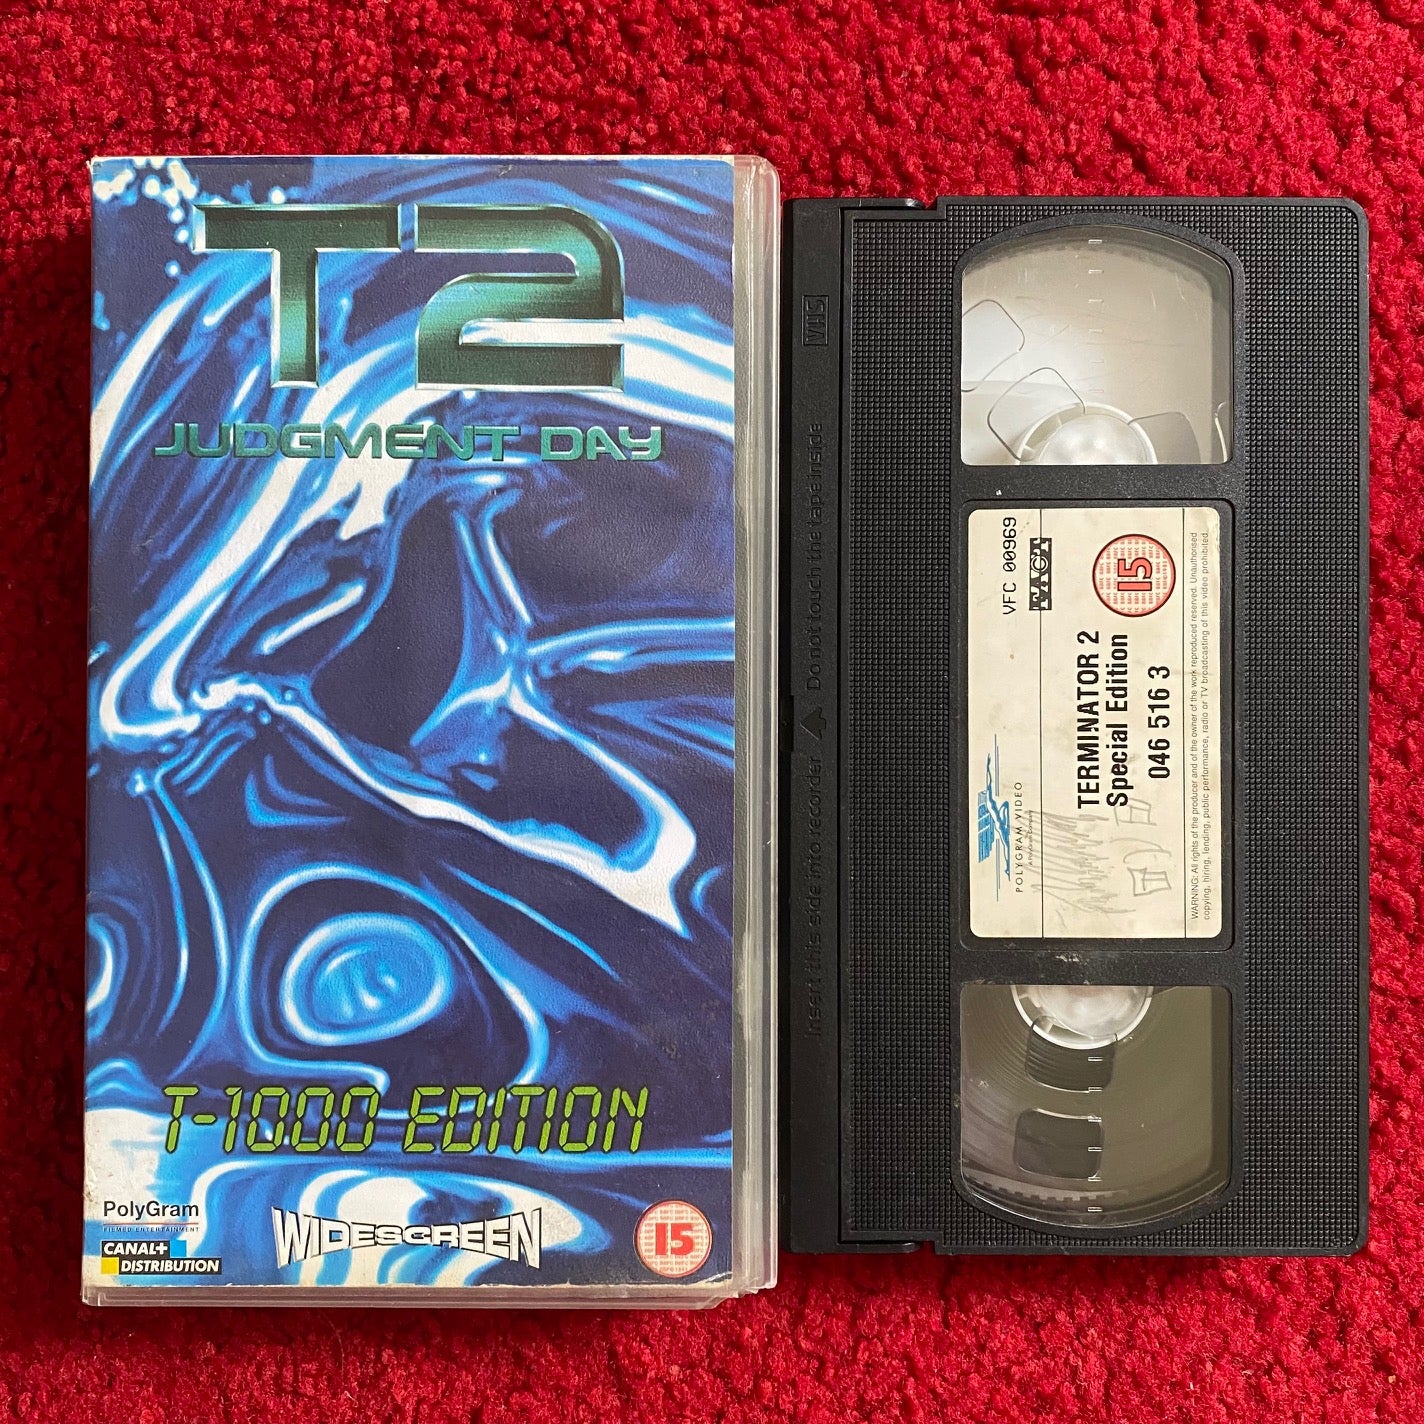 T2
JUDGMENT DAY
T-1000 EDITION
PolyGram
FILMED ENTERTAINMENT
CANAL+
DISTRIBUTION
WIDESCREEN
15
VHS
Insert this side into recorder
Do not touch the tape inside
VFC 00969
FACT
15
POLYGRAM VIDEO
TERMINATOR 2
Special Edition
046 516 3
WARNING: All rights of the producer and of the owner of the work reproduced reserved. Unauthorised
copying, hiring, lending, public performance, radio or TV broadcasting of this video prohibited.